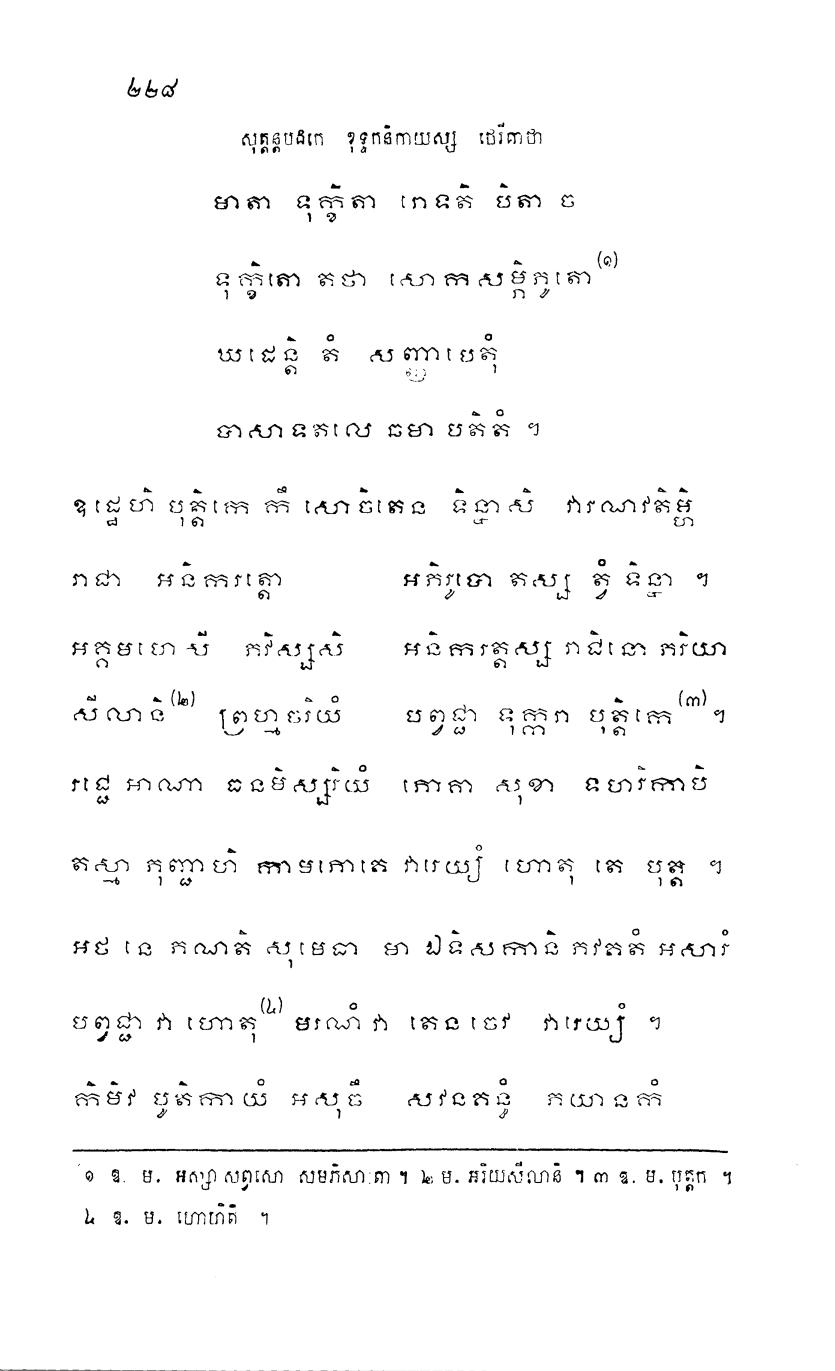 ២២៨
សុត្តន្តបិដកេ ខុទ្ទកនិកាយស្ស ថេរីគាថា
មាតា ទុក្ខិតា រោទតិ បិតា ច
ទុក្ខិតោ តថា សោកសម្ភិភូតោ(១)
ឃដេន្តិ តំ សញ្ញាបេតុំ
បាសាទតលេ ឆមា បតិតំ ។
ឧដ្ឋេហិ បុត្តិកេ កឹ សោចិតេន ទិន្នាសិ វារណវតិម្ហិ
រាជា អនិករត្តោ អភិរូបោ តស្ស ត្វំ ទិន្នា ។
អគ្គមហេសី ភវិស្សសិ អនិករត្តស្ស រាជិនោ ភរិយា
សីលានិ(២) ព្រហ្មចរិយំ បព្វជ្ជា ទុក្ករា បុត្តិកេ(៣) ។
រជ្ជេ អាណា ធនមិស្សរិយំ ភោគា សុខា ទហរិកាបិ
តស្មា ភុញ្ជាហិ កាមភោគេ វារេយ្យំ ហោតុ តេ បុត្ត ។
អថ នេ ភណតិ សុមេធា មា ឯទិសកានិ ភវគតំ អសារំ
បព្វជ្ជា វា ហោតុ(៤) មរណំ វា តេន ចេវ វារេយ្យំ ។
កិមិវ បូតិកាយំ អសុចឹ សវនគន្ធំ ភយានកំ
១ ឧ. ម. អស្សា សព្វសោ សមភិសាតា ។ ២ ម. អរិយសីលានិ ។ ៣ ឧ. ម. បុត្តក ។
៤ ឧ. ម. ហោហិតិ ។